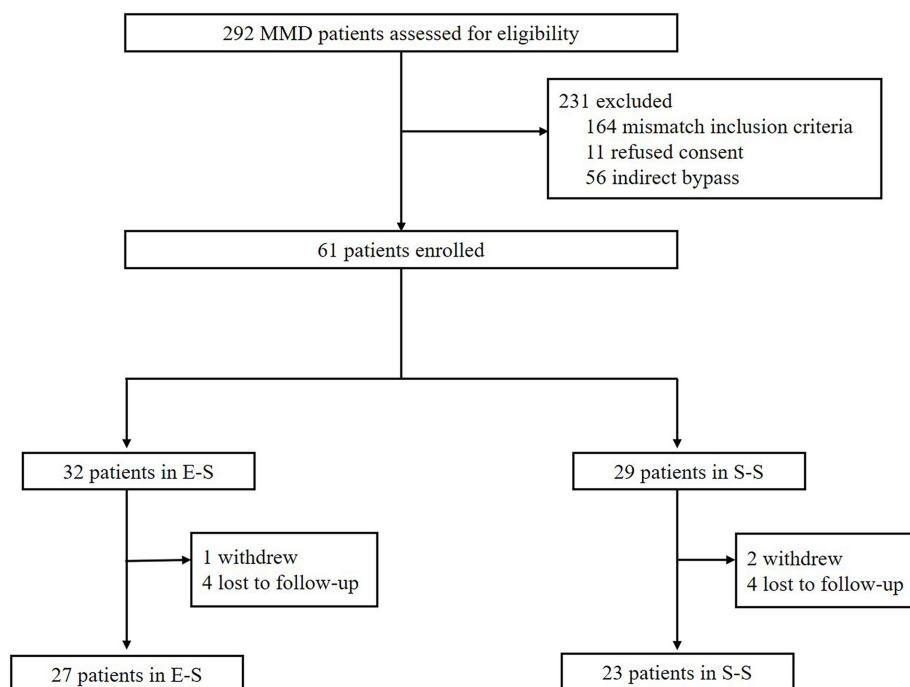 292 MMD patients assessed for eligibility
231 excluded
164 mismatch inclusion criteria
11 refused consent
56 indirect bypass
61 patients enrolled
32 patients in E-S
29 patients in S-S
1 withdrew
4 lost to follow-up
2 withdrew
4 lost to follow-up
27 patients in E-S
23 patients in S-S